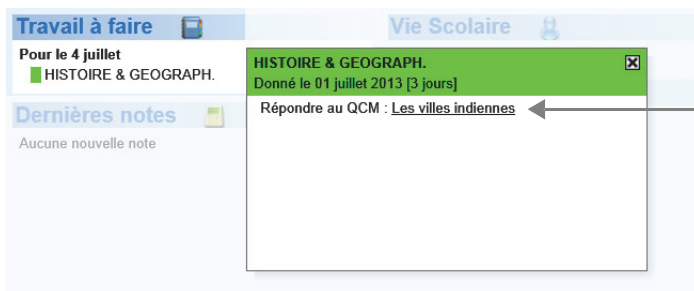 Travail à faire
Vie Scolaire
Pour le 4 juillet
HISTOIRE & GEOGRAPH.
HISTOIRE & GEOGRAPH.
Donné le 01 juillet 2013 [3 jours]
Répondre au QCM : Les villes indiennes
Dernières notes
Aucune nouvelle note